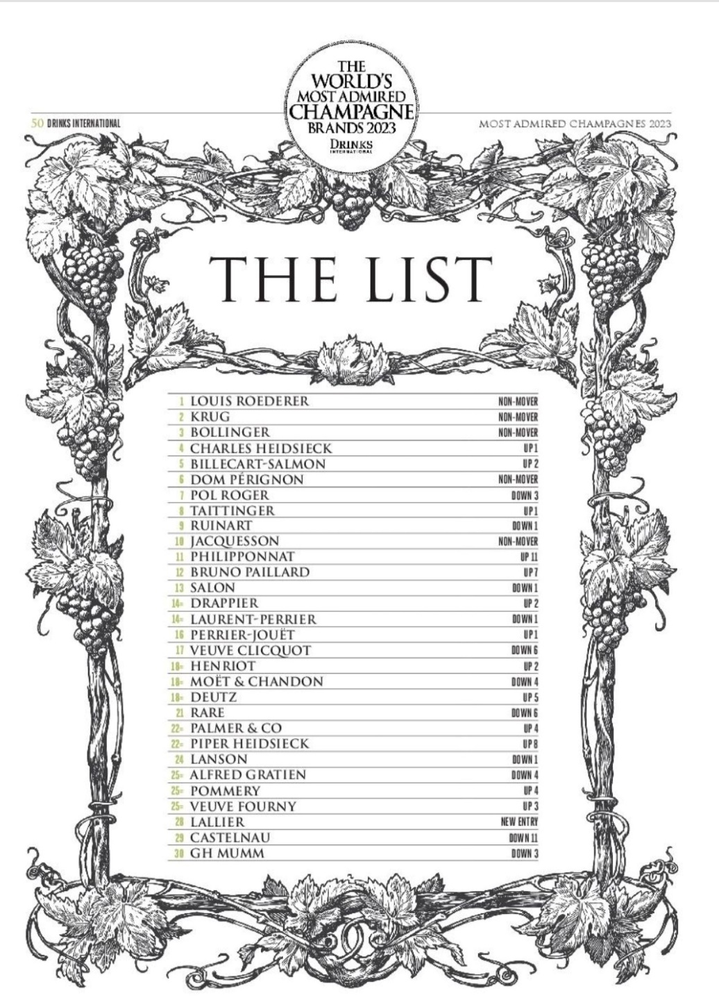 THE
WORLD'S
MOST ADMIRED
CHAMPAGNE
BRANDS 2023
DRINKS
INTERNATIONAL
50 DRINKS INTERNATIONAL
MOST ADMIRED CHAMPAGNES 2023
THE LIST
1 LOUIS ROEDERER NON-MOVER
2 KRUG NON-MOVER
3 BOLLINGER NON-MOVER
4 CHARLES HEIDSIECK UP 1
5 BILLECART-SALMON UP 2
6 DOM PÉRIGNON NON-MOVER
7 POL ROGER DOWN 3
8 TAITTINGER UP 1
9 RUINART DOWN 1
10 JACQUESSON NON-MOVER
11 PHILIPPONNAT UP 11
12 BRUNO PAILLARD UP 7
13 SALON DOWN 1
14= DRAPPIER UP 2
14= LAURENT-PERRIER DOWN 1
16 PERRIER-JOUËT UP 1
17 VEUVE CLICQUOT DOWN 6
18= HENRIOT UP 2
18= MOËT & CHANDON DOWN 4
18= DEUTZ UP 5
21 RARE DOWN 6
22= PALMER & CO UP 4
22= PIPER HEIDSIECK UP 8
24 LANSON DOWN 1
25= ALFRED GRATIEN DOWN 4
25= POMMERY UP 4
25= VEUVE FOURNY UP 3
28 LALLIER NEW ENTRY
29 CASTELNAU DOWN 11
30 GH MUMM DOWN 3